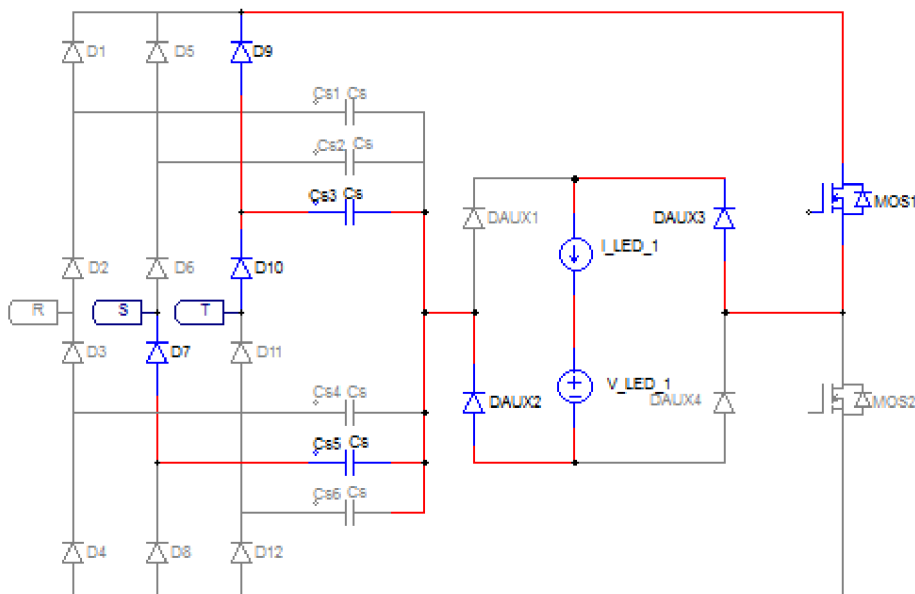 D1
D5
D9
Cs1 Cs
Cs2 Cs
Cs3 Cs
MOS1
DAUX1
DAUX3
I_LED_1
D2
D6
D10
R
S
T
D3
D7
D11
V_LED_1
DAUX2
DAUX4
MOS2
Cs4 Cs
Cs5 Cs
Cs6 Cs
D4
D8
D12